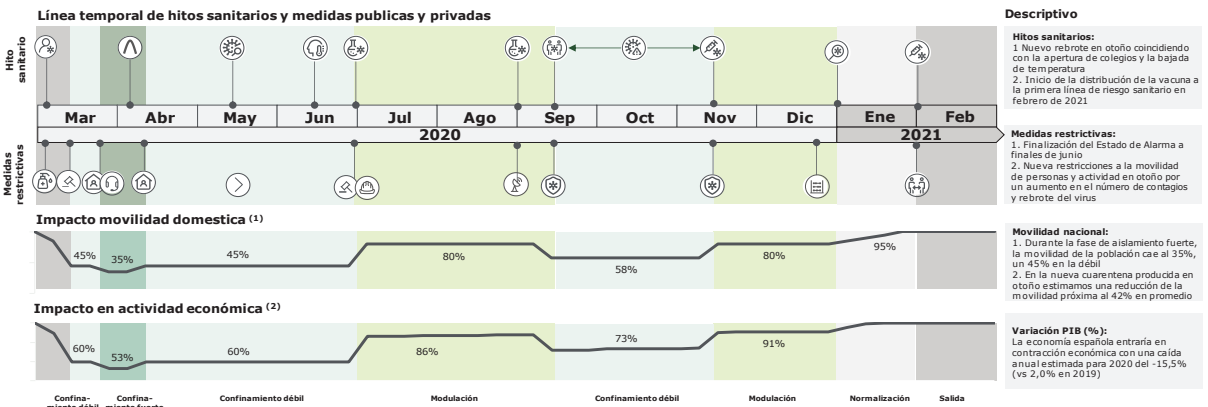 Línea temporal de hitos sanitarios y medidas publicas y privadas
Hito
sanitario
Mar Abr May Jun Jul Ago Sep Oct Nov Dic Ene Feb
2020 2021
Medidas
restrictivas
Impacto movilidad domestica (1)
45%
35%
45%
80%
58%
80%
95%
Impacto en actividad económica (2)
60%
53%
60%
86%
73%
91%
Confina-
miento débil
Confina-
miento fuerte
Confinamiento débil
Modulación
Confinamiento débil
Modulación
Normalización
Salida
Descriptivo
Hitos sanitarios:
1 Nuevo rebrote en otoño coincidiendo
con la apertura de colegios y la bajada
de temperatura
2. Inicio de la distribución de la vacuna a
la primera línea de riesgo sanitario en
febrero de 2021
Medidas restrictivas:
1. Finalización del Estado de Alarma a
finales de junio
2. Nueva restricciones a la movilidad
de personas y actividad en otoño por
un aumento en el número de contagios
y rebrote del virus
Movilidad nacional:
1. Durante la fase de aislamiento fuerte,
la movilidad de la población cae al 35%,
un 45% en la débil
2. En la nueva cuarentena producida en
otoño estimamos una reducción de la
movilidad próxima al 42% en promedio
Variación PIB (%):
La economía española entraría en
contracción económica con una caída
anual estimada para 2020 del -15,5%
(vs 2,0% en 2019)